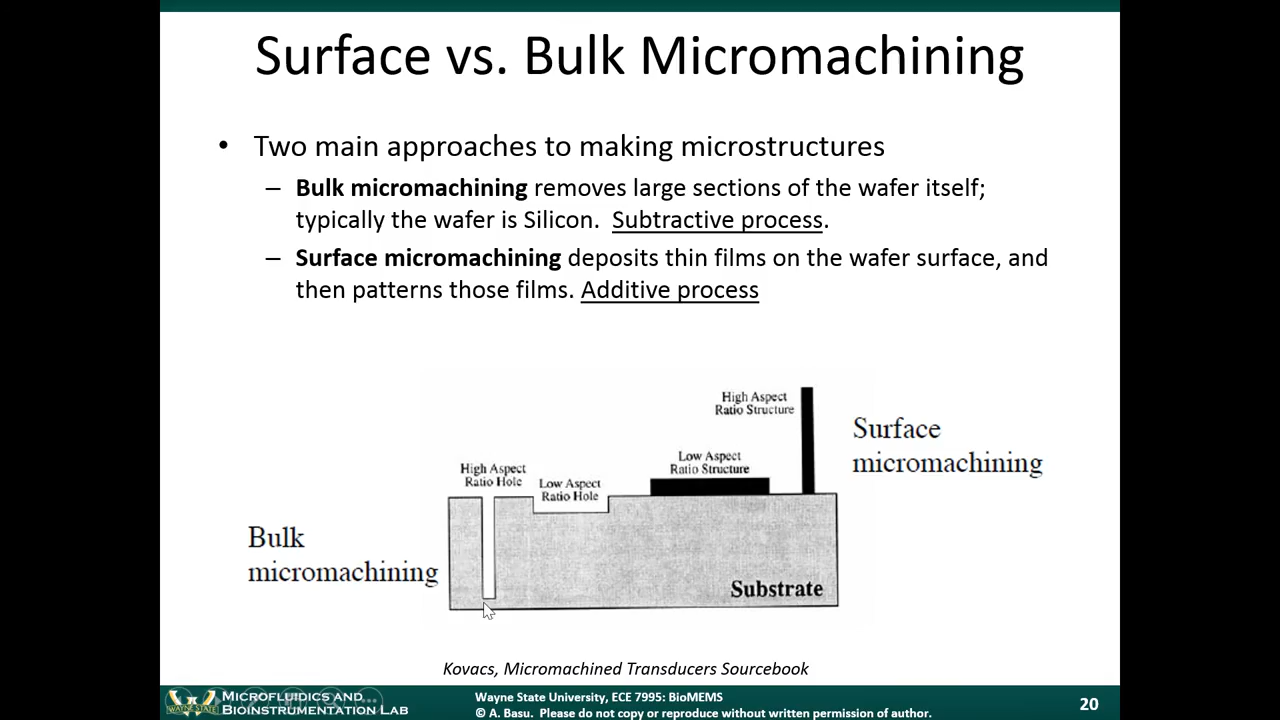 Surface vs. Bulk Micromachining
• Two main approaches to making microstructures
– Bulk micromachining removes large sections of the wafer itself;
typically the wafer is Silicon. Subtractive process.
– Surface micromachining deposits thin films on the wafer surface, and
then patterns those films. Additive process
High Aspect
Ratio Structure
Surface
micromachining
Low Aspect
Ratio Structure
High Aspect
Ratio Hole
Low Aspect
Ratio Hole
Bulk
micromachining
Substrate
Kovacs, Micromachined Transducers Sourcebook
WAYNE STATE
MICROFLUIDICS AND
BIOINSTRUMENTATION LAB
Wayne State University, ECE 7995: BioMEMS
© A. Basu. Please do not copy or reproduce without written permission of author.
20